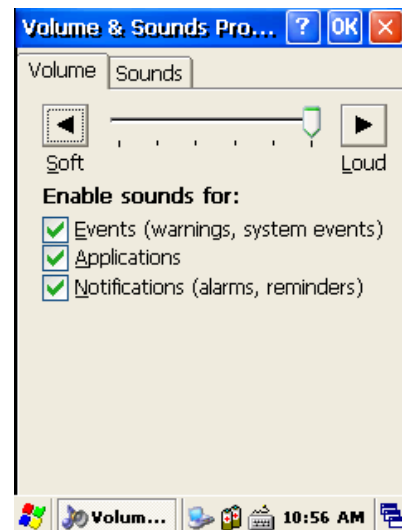 Volume & Sounds Pro... ? OK
Volume Sounds
Soft Loud
Enable sounds for:
Events (warnings, system events)
Applications
Notifications (alarms, reminders)
Volum... 10:56 AM